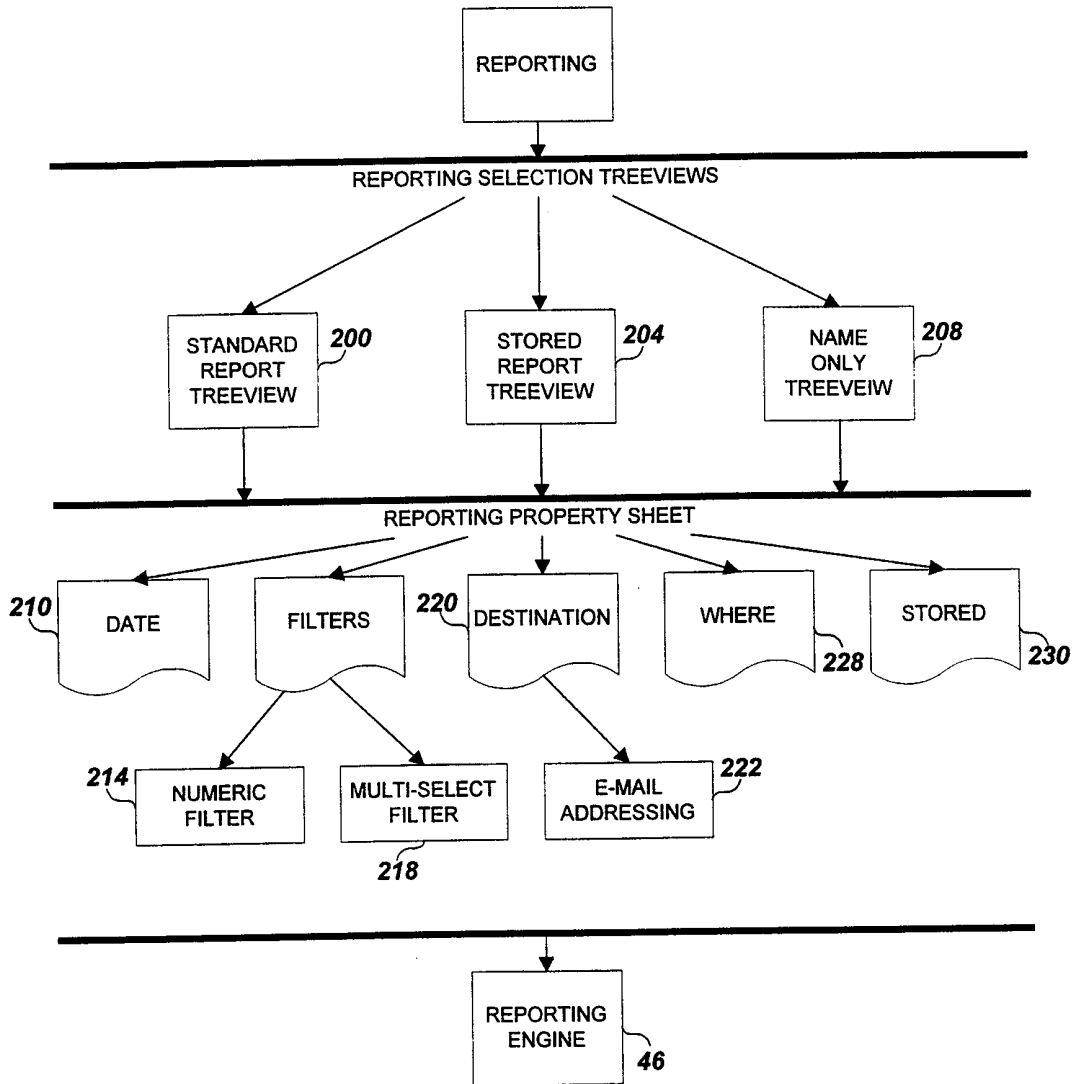 REPORTING
REPORTING SELECTION TREEVIEWS
STANDARD
REPORT
TREEVIEW
200
STORED
REPORT
TREEVIEW
204
NAME
ONLY
TREEVEIW
208
REPORTING PROPERTY SHEET
210
DATE
FILTERS
220
DESTINATION
WHERE
228
STORED
230
214
NUMERIC
FILTER
MULTI-SELECT
FILTER
218
E-MAIL
ADDRESSING
222
REPORTING
ENGINE
46